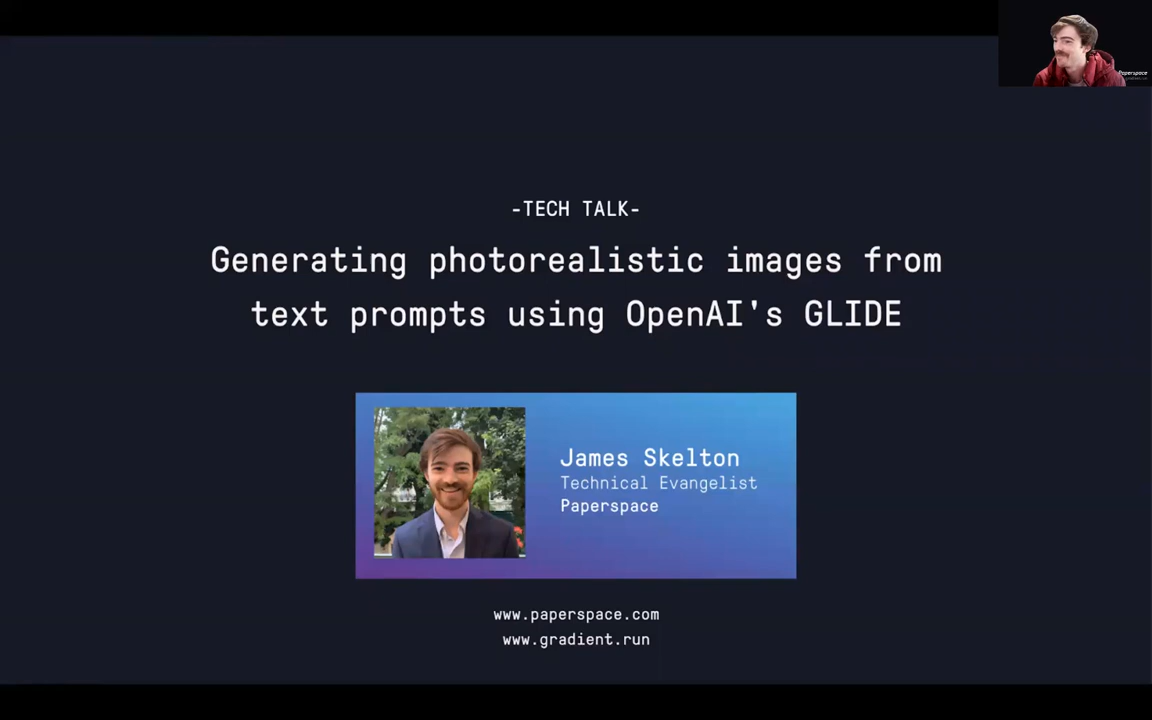 Paperspace
-TECH TALK-
Generating photorealistic images from
text prompts using OpenAI's GLIDE
James Skelton
Technical Evangelist
Paperspace
www.paperspace.com
www.gradient.run